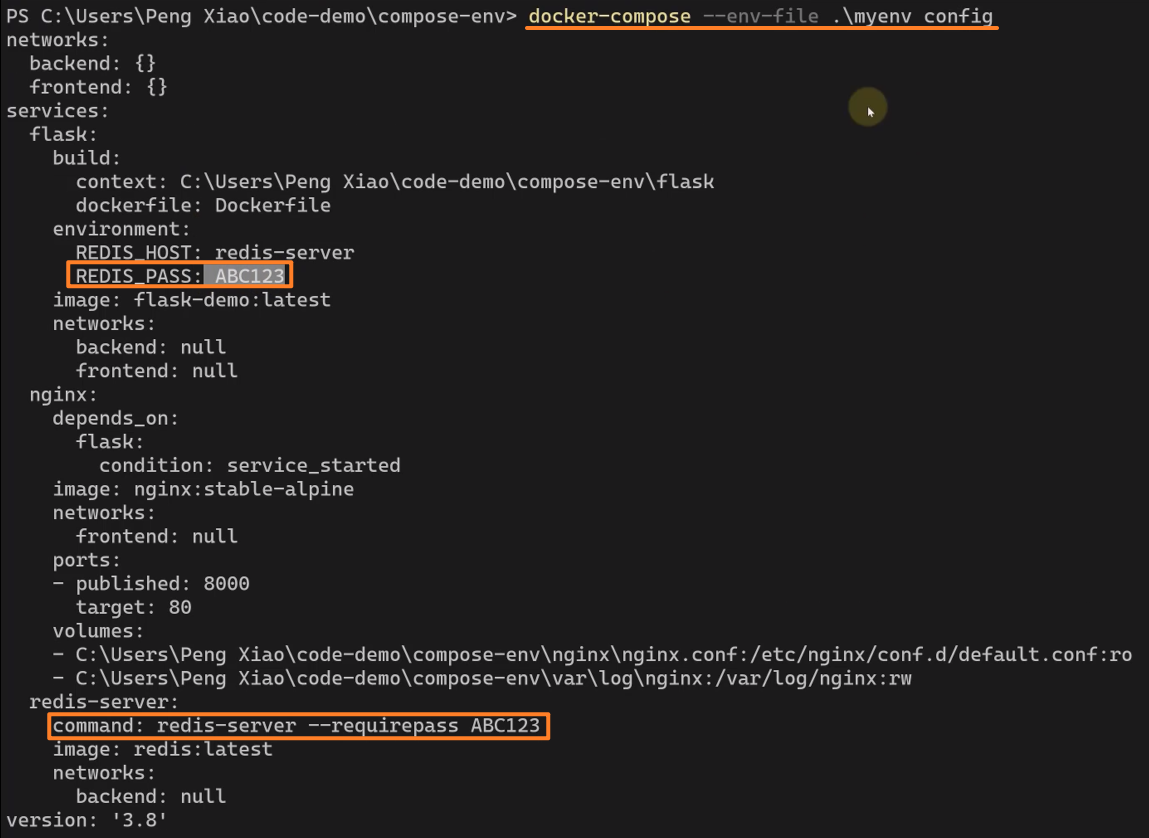 PS C:\Users\Peng Xiao\code-demo\compose-env> docker-compose --env-file .\myenv config
networks:
  backend: {}
  frontend: {}
services:
  flask:
    build:
      context: C:\Users\Peng Xiao\code-demo\compose-env\flask
      dockerfile: Dockerfile
    environment:
      REDIS_HOST: redis-server
      REDIS_PASS: ABC123
    image: flask-demo:latest
    networks:
      backend: null
      frontend: null
  nginx:
    depends_on:
      flask:
        condition: service_started
    image: nginx:stable-alpine
    networks:
      frontend: null
    ports:
    - published: 8000
      target: 80
    volumes:
    - C:\Users\Peng Xiao\code-demo\compose-env\nginx\nginx.conf:/etc/nginx/conf.d/default.conf:ro
    - C:\Users\Peng Xiao\code-demo\compose-env\var\log\nginx:/var/log/nginx:rw
  redis-server:
    command: redis-server --requirepass ABC123
    image: redis:latest
    networks:
      backend: null
version: '3.8'